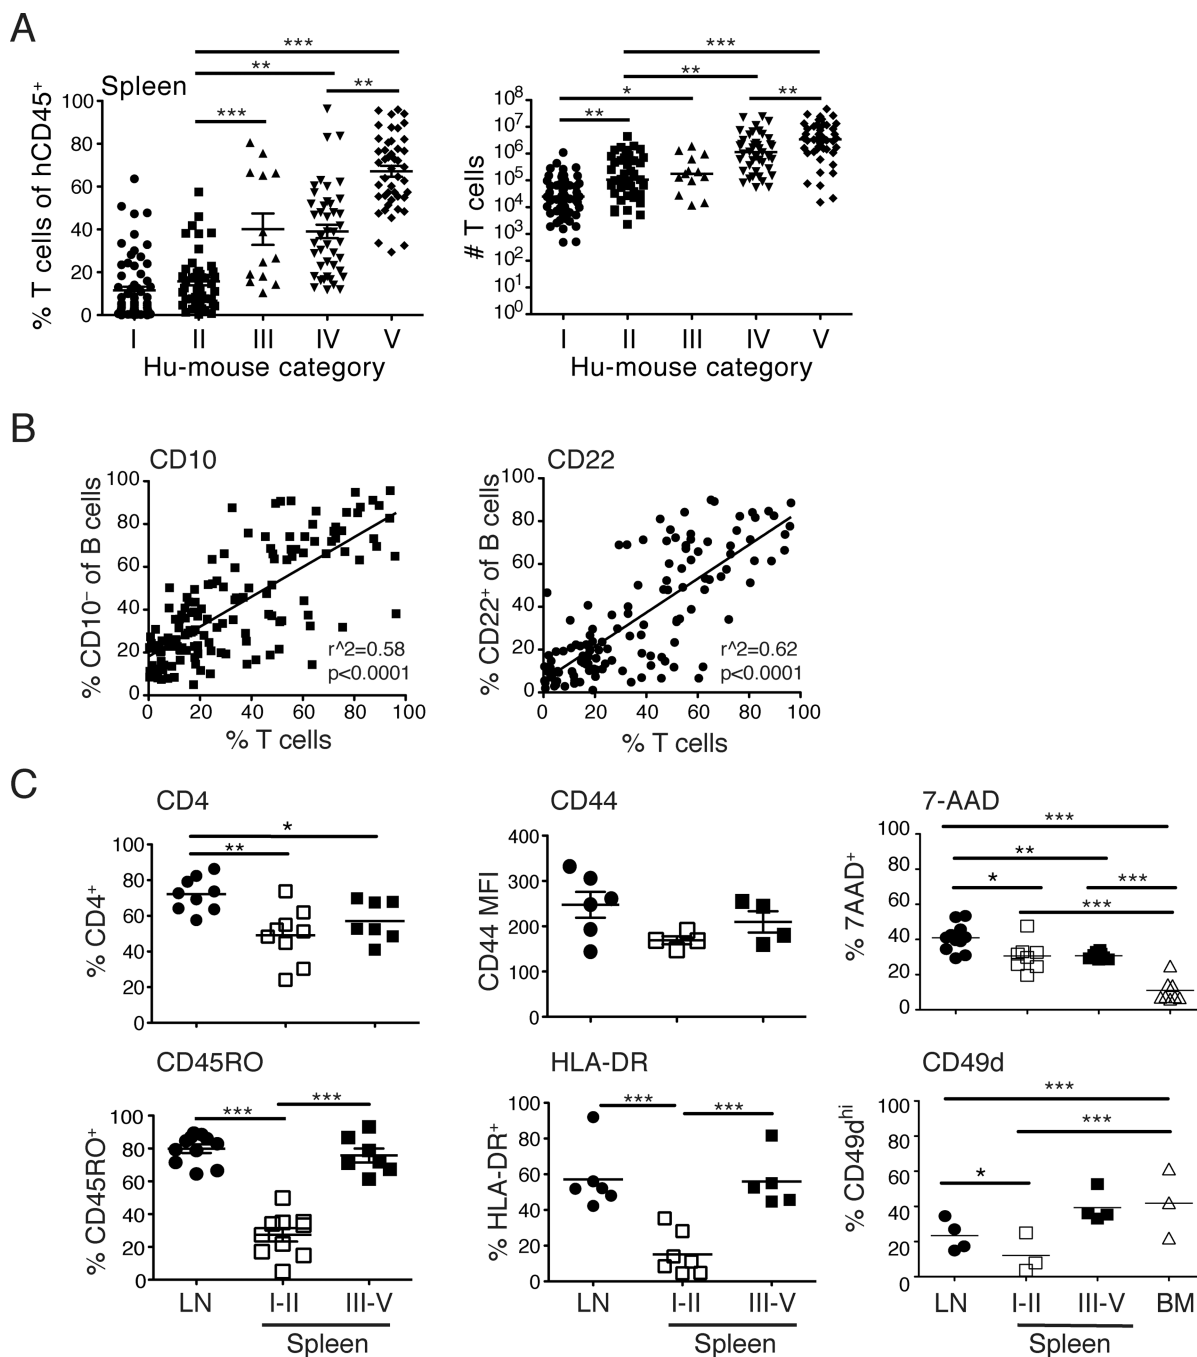 A
Spleen
% T cells of hCD45⁺
100
80
60
40
20
0
***
**
**
***
I II III IV V
Hu-mouse category
# T cells
10⁸
10⁷
10⁶
10⁵
10⁴
10³
10²
10¹
10⁰
***
**
*
**
**
I II III IV V
Hu-mouse category
B
CD10
% CD10⁻ of B cells
100
80
60
40
20
0
r^2=0.58
p<0.0001
0 20 40 60 80 100
% T cells
CD22
% CD22⁺ of B cells
100
80
60
40
20
0
r^2=0.62
p<0.0001
0 20 40 60 80 100
% T cells
C
CD4
% CD4⁺
100
80
60
40
20
0
*
**
CD44
CD44 MFI
400
300
200
100
0
7-AAD
% 7AAD⁺
100
80
60
40
20
0
***
**
*
***
***
CD45RO
% CD45RO⁺
100
80
60
40
20
0
***
***
LN I-II III-V
Spleen
HLA-DR
% HLA-DR⁺
100
80
60
40
20
0
***
***
LN I-II III-V
Spleen
CD49d
% CD49dʰⁱ
100
80
60
40
20
0
***
***
*
LN I-II III-V BM
Spleen